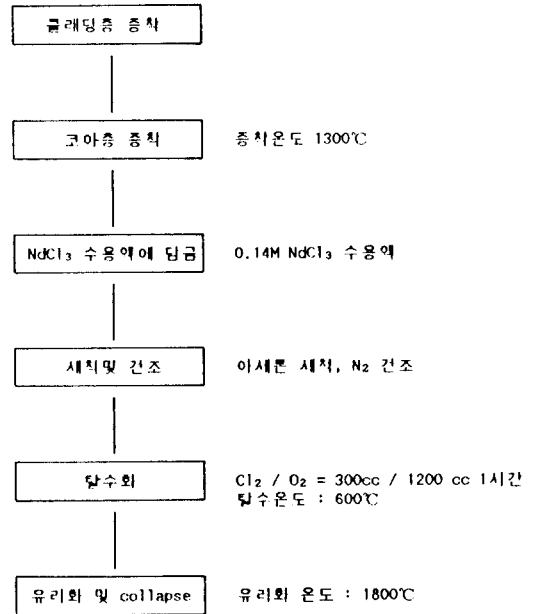 클래딩층 증착
코아층 증착
증착온도 1300℃
NdCl₃ 수용액에 담금
0.14M NdCl₃ 수용액
세척및 건조
아세톤 세척, N₂ 건조
탈수화
Cl₂ / O₂ = 300cc / 1200 cc 1시간
탈수온도 : 600℃
유리화 및 collapse
유리화 온도 : 1800℃